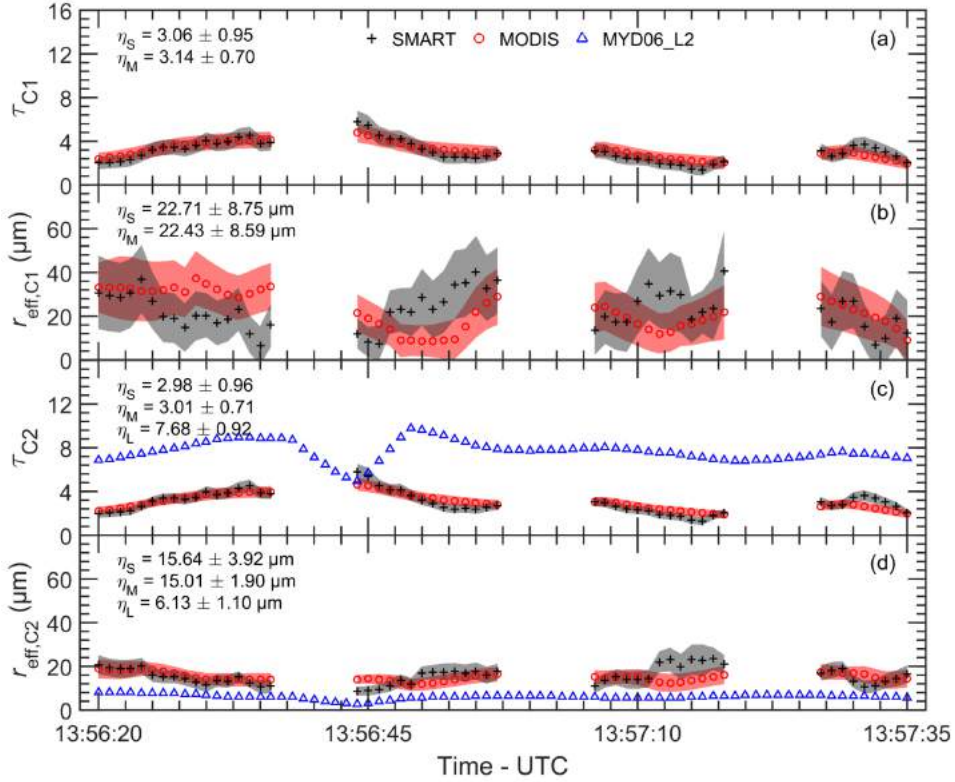 16
12
8
4
0
τC1
ηS = 3.06 ± 0.95
ηM = 3.14 ± 0.70
+ SMART ○ MODIS △ MYD06_L2
(a)
60
40
20
0
reff,C1 (µm)
ηS = 22.71 ± 8.75 µm
ηM = 22.43 ± 8.59 µm
(b)
12
8
4
0
τC2
ηS = 2.98 ± 0.96
ηM = 3.01 ± 0.71
ηL = 7.68 ± 0.92
(c)
60
40
20
0
reff,C2 (µm)
ηS = 15.64 ± 3.92 µm
ηM = 15.01 ± 1.90 µm
ηL = 6.13 ± 1.10 µm
(d)
13:56:20 13:56:45 13:57:10 13:57:35
Time - UTC